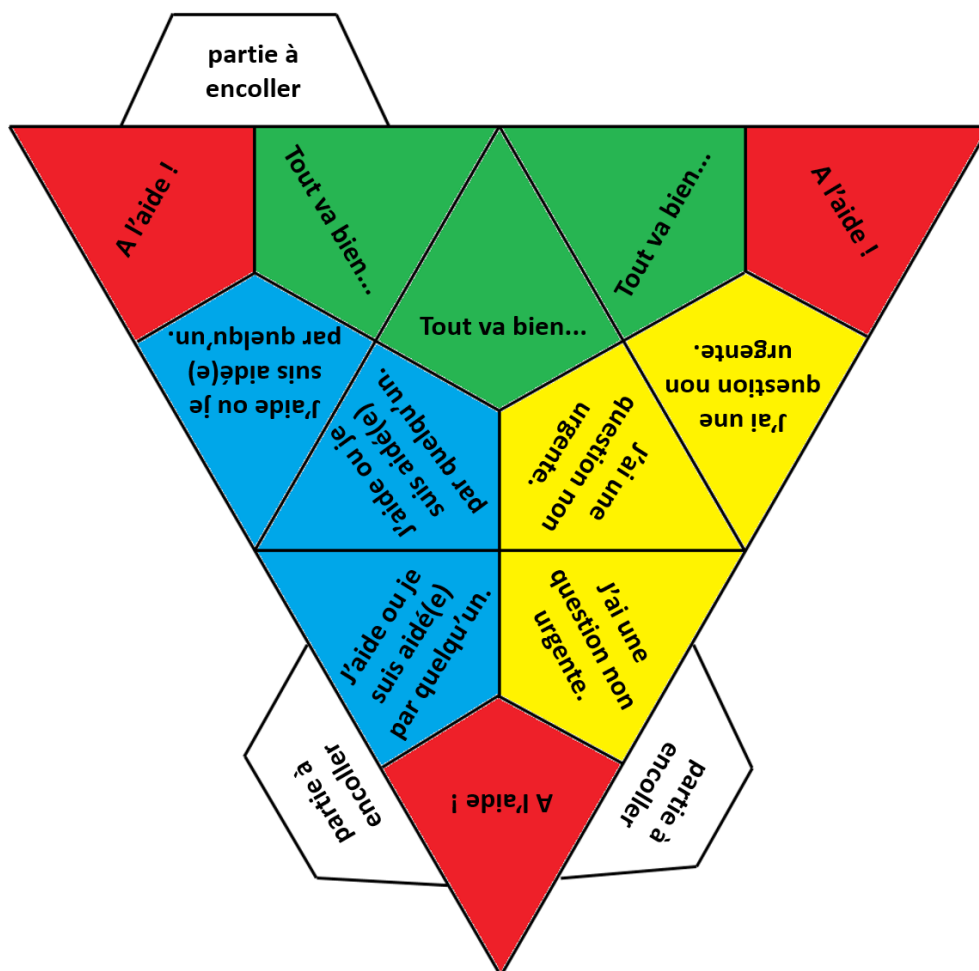 partie à
encoller
A l'aide !
Tout va bien...
Tout va bien...
A l'aide !
Tout va bien...
J'aide ou je
suis aidé(e)
par quelqu'un.
J'aide ou je
suis aidé(e)
par quelqu'un.
J'ai une
question non
urgente.
J'ai une
question non
urgente.
J'aide ou je
suis aidé(e)
par quelqu'un.
J'ai une
question non
urgente.
partie à
encoller
A l'aide !
partie à
encoller